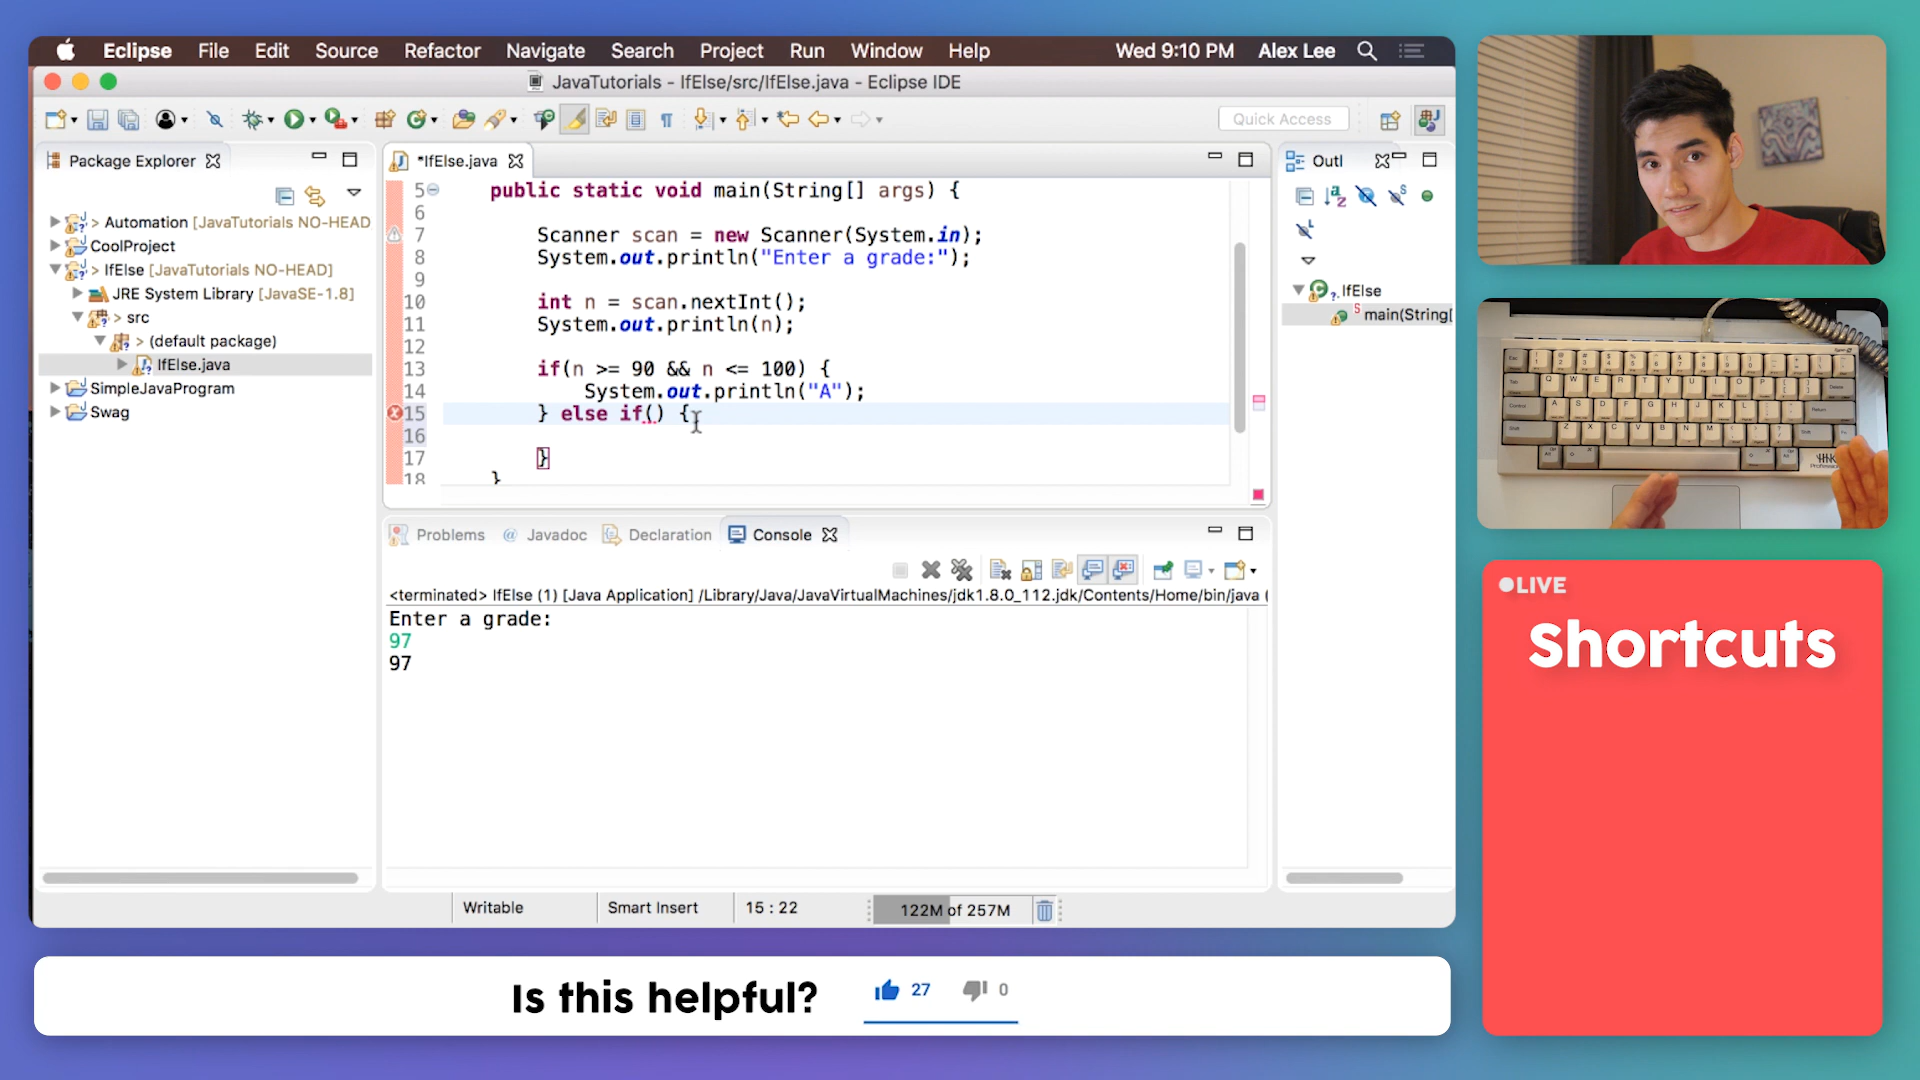 Eclipse File Edit Source Refactor Navigate Search Project Run Window Help Wed 9:10 PM Alex Lee
JavaTutorials - IfElse/src/IfElse.java - Eclipse IDE
Quick Access
Package Explorer
> Automation [JavaTutorials NO-HEAD
CoolProject
> IfElse [JavaTutorials NO-HEAD]
JRE System Library [JavaSE-1.8]
> src
> (default package)
IfElse.java
SimpleJavaProgram
Swag
*IfElse.java
5 public static void main(String[] args) {
6
7 Scanner scan = new Scanner(System.in);
8 System.out.println("Enter a grade:");
9
10 int n = scan.nextInt();
11 System.out.println(n);
12
13 if(n >= 90 && n <= 100) {
14 System.out.println("A");
15 } else if() {
16
17 }
18 }
Outl
IfElse
main(String[
Problems @ Javadoc Declaration Console
<terminated> IfElse (1) [Java Application] /Library/Java/JavaVirtualMachines/jdk1.8.0_112.jdk/Contents/Home/bin/java (
Enter a grade:
97
97
Writable Smart Insert 15 : 22 122M of 257M
LIVE
Shortcuts
Is this helpful? 27 0